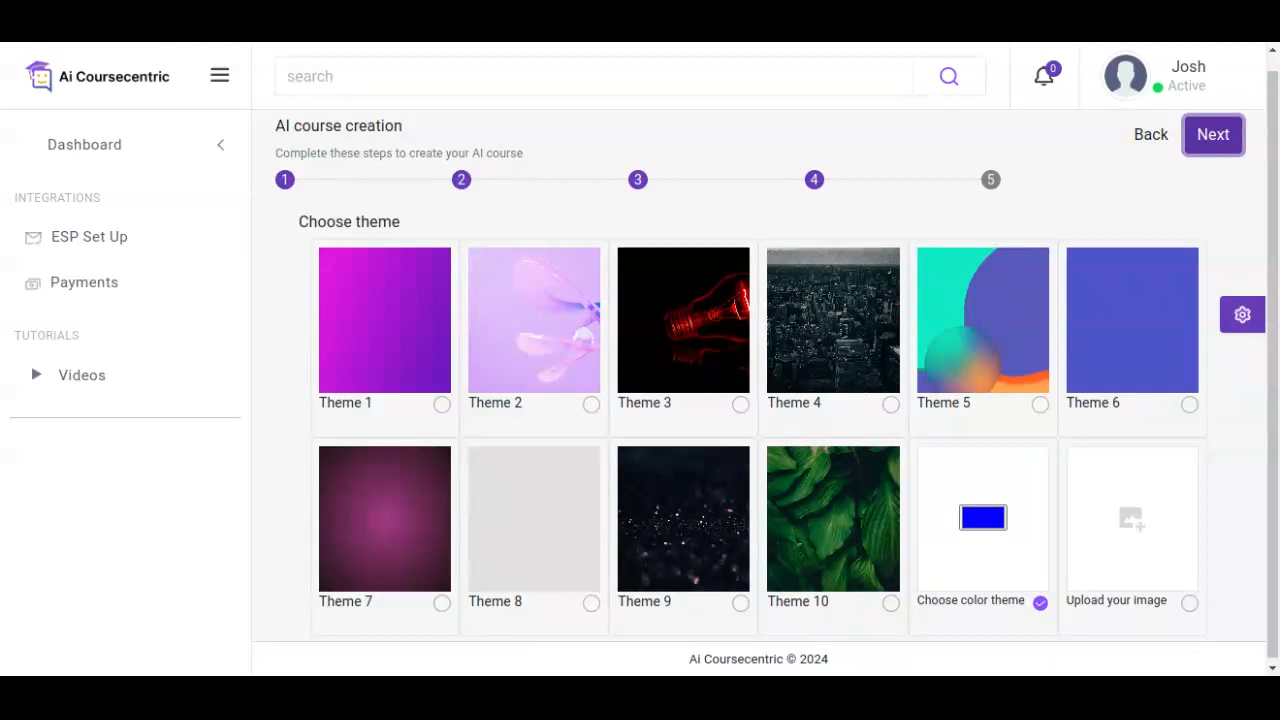 Ai Coursecentric
search
0
Josh
Active
Dashboard
INTEGRATIONS
ESP Set Up
Payments
TUTORIALS
Videos
AI course creation
Back
Next
Complete these steps to create your AI course
1 2 3 4 5
Choose theme
Theme 1 Theme 2 Theme 3 Theme 4 Theme 5 Theme 6
Theme 7 Theme 8 Theme 9 Theme 10 Choose color theme Upload your image
Ai Coursecentric © 2024